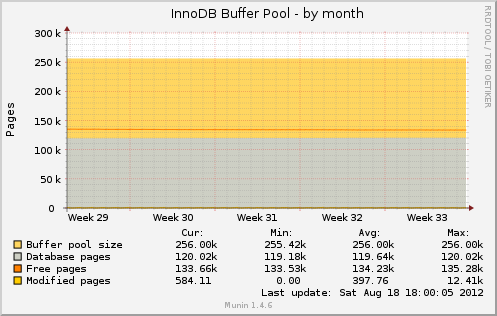 InnoDB Buffer Pool - by month
RRDTOOL / TOBI OETIKER
Pages
300 k
250 k
200 k
150 k
100 k
50 k
0
Week 29 Week 30 Week 31 Week 32 Week 33
Cur: Min: Avg: Max:
Buffer pool size 256.00k 255.42k 256.00k 256.00k
Database pages 120.02k 119.18k 119.64k 120.02k
Free pages 133.66k 133.53k 134.23k 135.28k
Modified pages 584.11 0.00 397.76 12.41k
Last update: Sat Aug 18 18:00:05 2012
Munin 1.4.6